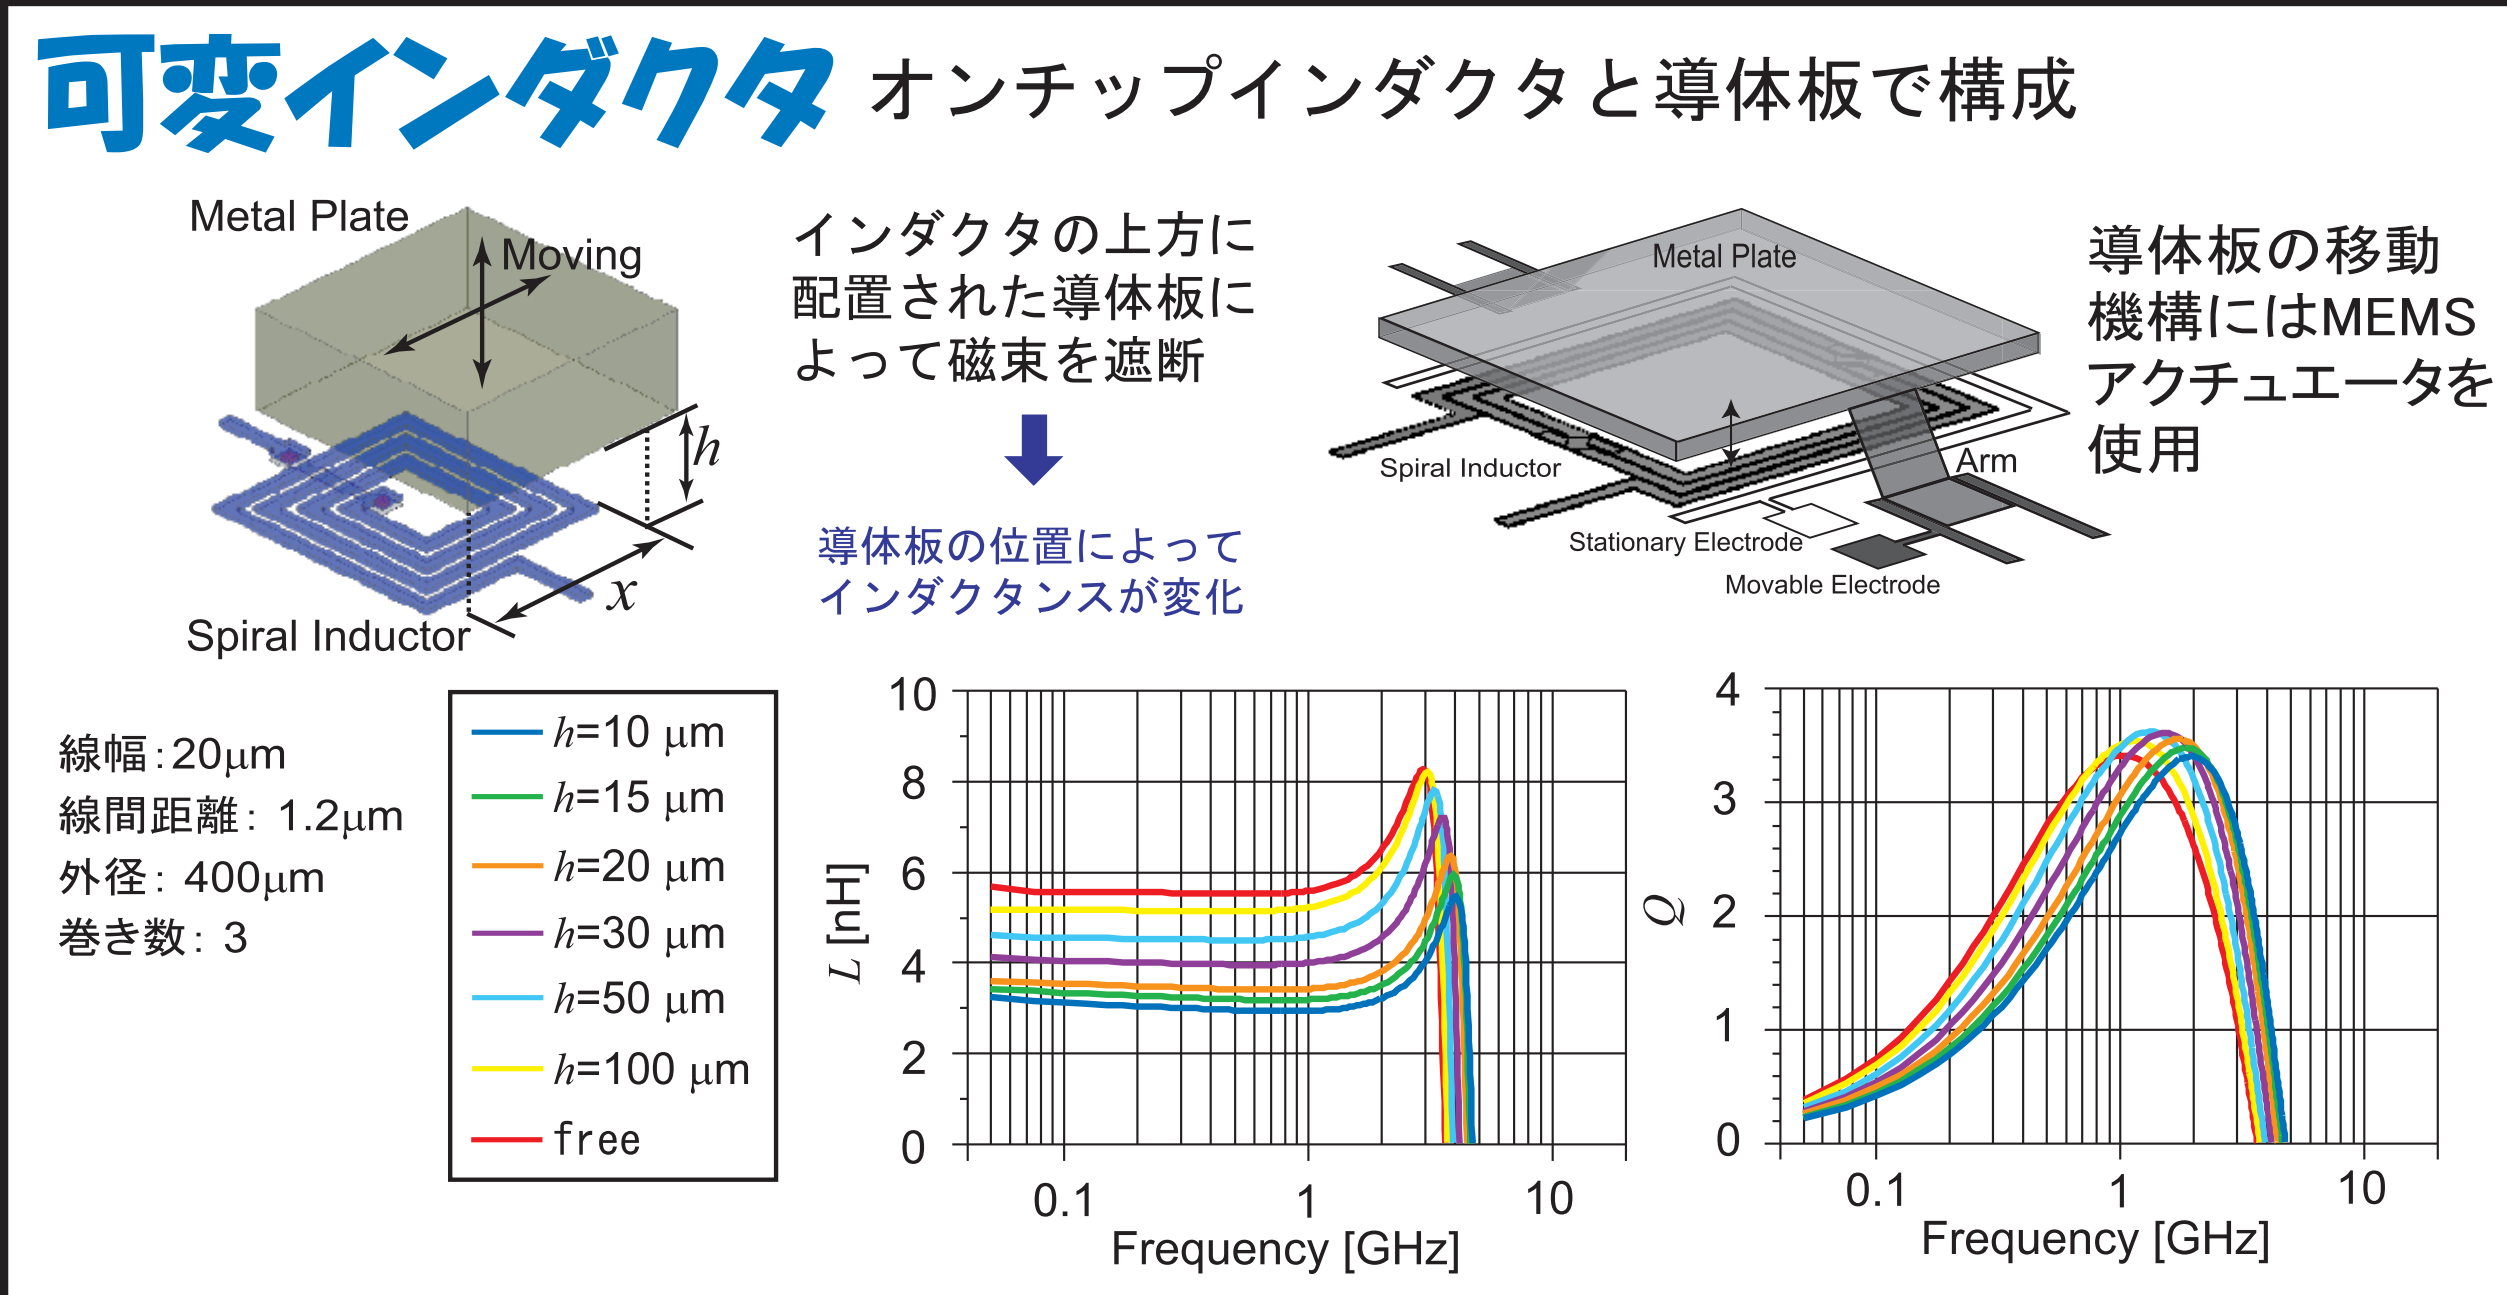 可変インダクタ オンチップインダクタと導体板で構成
Metal Plate
Moving
h
x
Spiral Inductor
インダクタの上方に
配置された導体板に
よって磁束を遮断
導体板の位置によって
インダクタンスが変化
Metal Plate
Spiral Inductor
Arm
Stationary Electrode
Movable Electrode
導体板の移動
機構にはMEMS
アクチュエータを
使用
線幅:20μm
線間距離: 1.2μm
外径: 400μm
巻き数: 3
h=10 μm
h=15 μm
h=20 μm
h=30 μm
h=50 μm
h=100 μm
free
10
8
6
4
2
0
L [nH]
0.1 1 10
Frequency [GHz]
4
3
2
1
0
Q
0.1 1 10
Frequency [GHz]